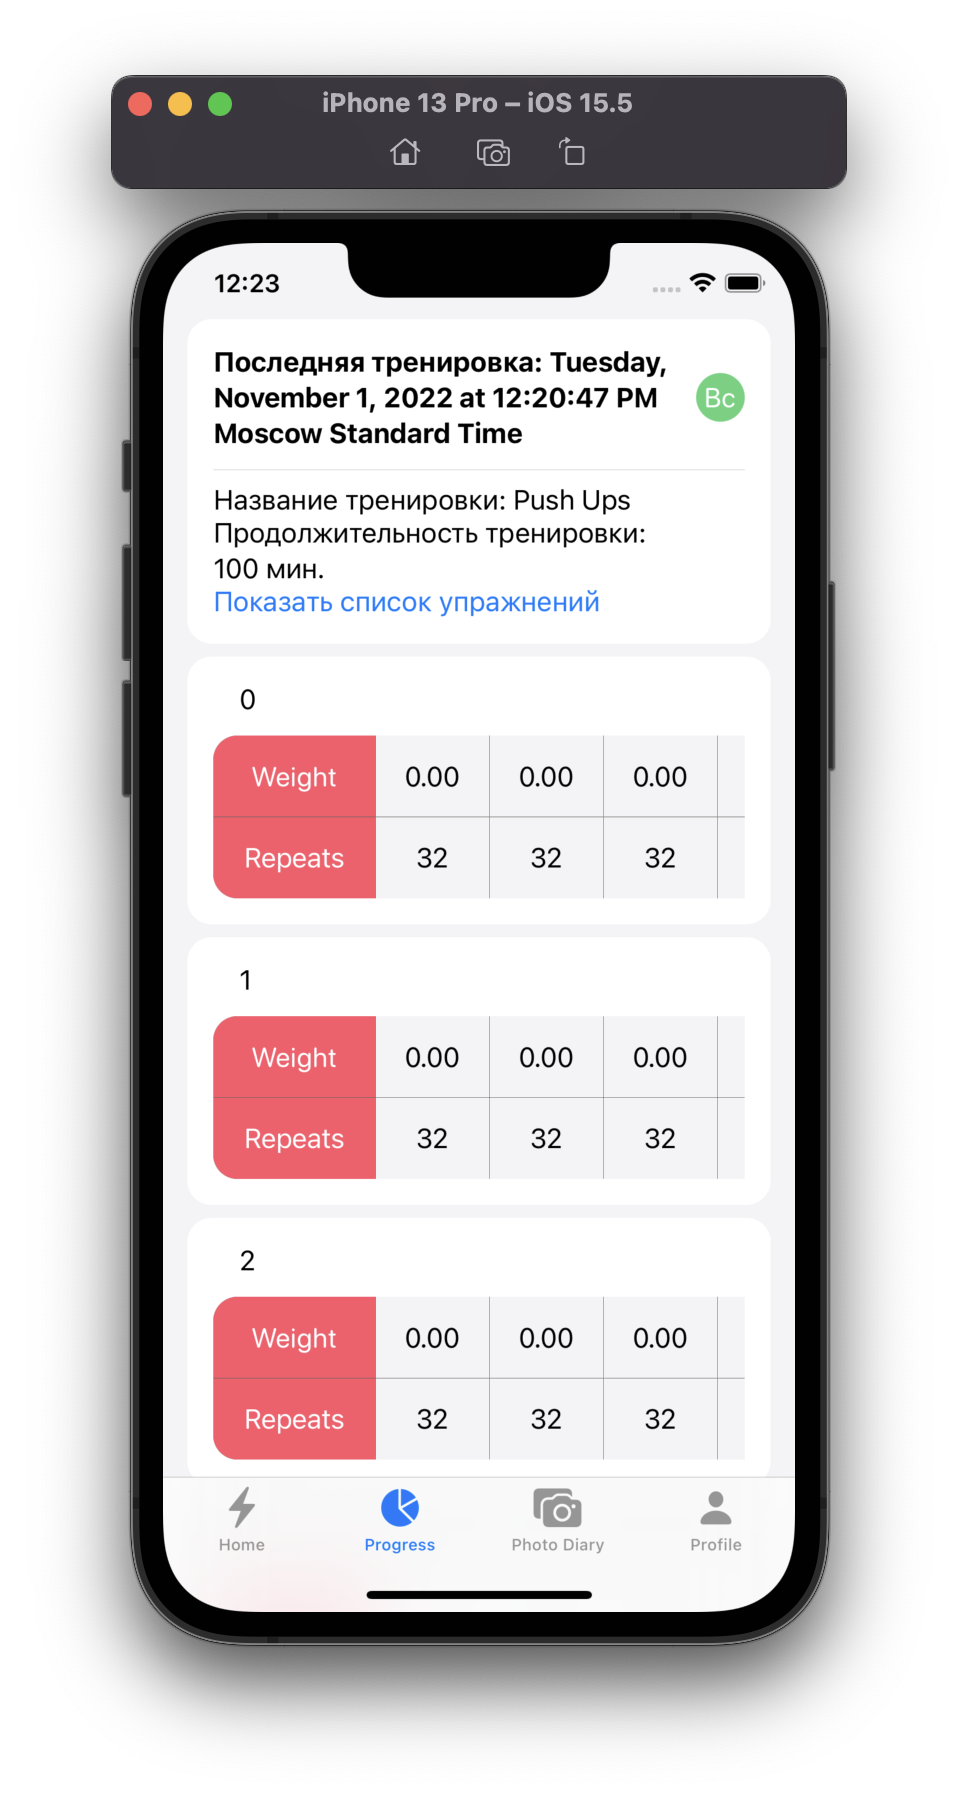 iPhone 13 Pro – iOS 15.5
12:23
Последняя тренировка: Tuesday,
November 1, 2022 at 12:20:47 PM
Moscow Standard Time
Вс
Название тренировки: Push Ups
Продолжительность тренировки:
100 мин.
Показать список упражнений
0
Weight 0.00 0.00 0.00
Repeats 32 32 32
1
Weight 0.00 0.00 0.00
Repeats 32 32 32
2
Weight 0.00 0.00 0.00
Repeats 32 32 32
Home Progress Photo Diary Profile